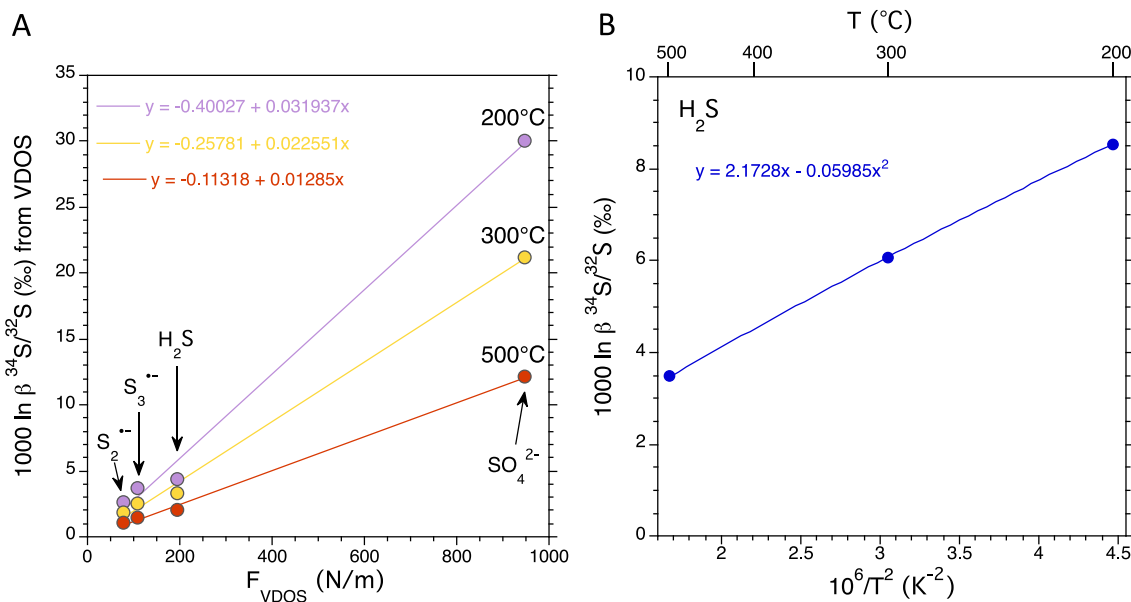 A
1000 ln β ³⁴S/³²S (‰) from VDOS
35
30
25
20
15
10
5
0
y = -0.40027 + 0.031937x
y = -0.25781 + 0.022551x
y = -0.11318 + 0.01285x
200°C
300°C
500°C
S₂•−
S₃•−
H₂S
SO₄²⁻
0 200 400 600 800 1000
F_VDOS (N/m)
B
T (°C)
500 400 300 200
1000 ln β ³⁴S/³²S (‰)
10
8
6
4
2
0
H₂S
y = 2.1728x - 0.05985x²
2 2.5 3 3.5 4 4.5
10⁶/T² (K⁻²)